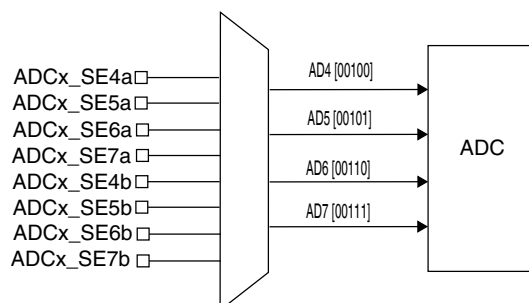 ADCx_SE4a
ADCx_SE5a
ADCx_SE6a
ADCx_SE7a
ADCx_SE4b
ADCx_SE5b
ADCx_SE6b
ADCx_SE7b
AD4 [00100]
AD5 [00101]
AD6 [00110]
AD7 [00111]
ADC